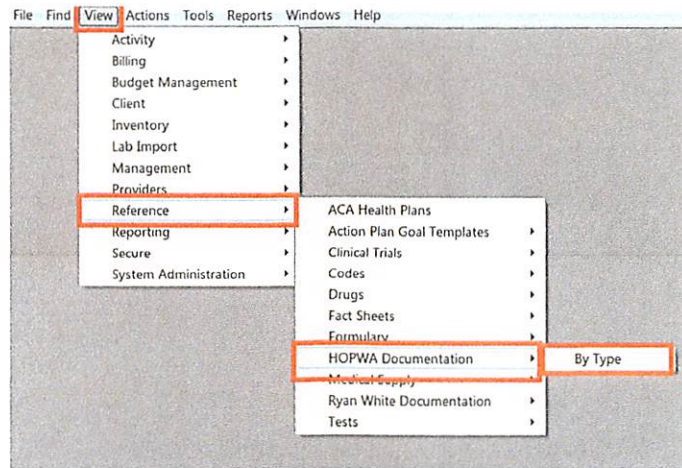 File Find View Actions Tools Reports Windows Help
Activity
Billing
Budget Management
Client
Inventory
Lab Import
Management
Providers
Reference
Reporting
Secure
System Administration
ACA Health Plans
Action Plan Goal Templates
Clinical Trials
Codes
Drugs
Fact Sheets
Formulary
HOPWA Documentation
Medical Supply
Ryan White Documentation
Tests
By Type